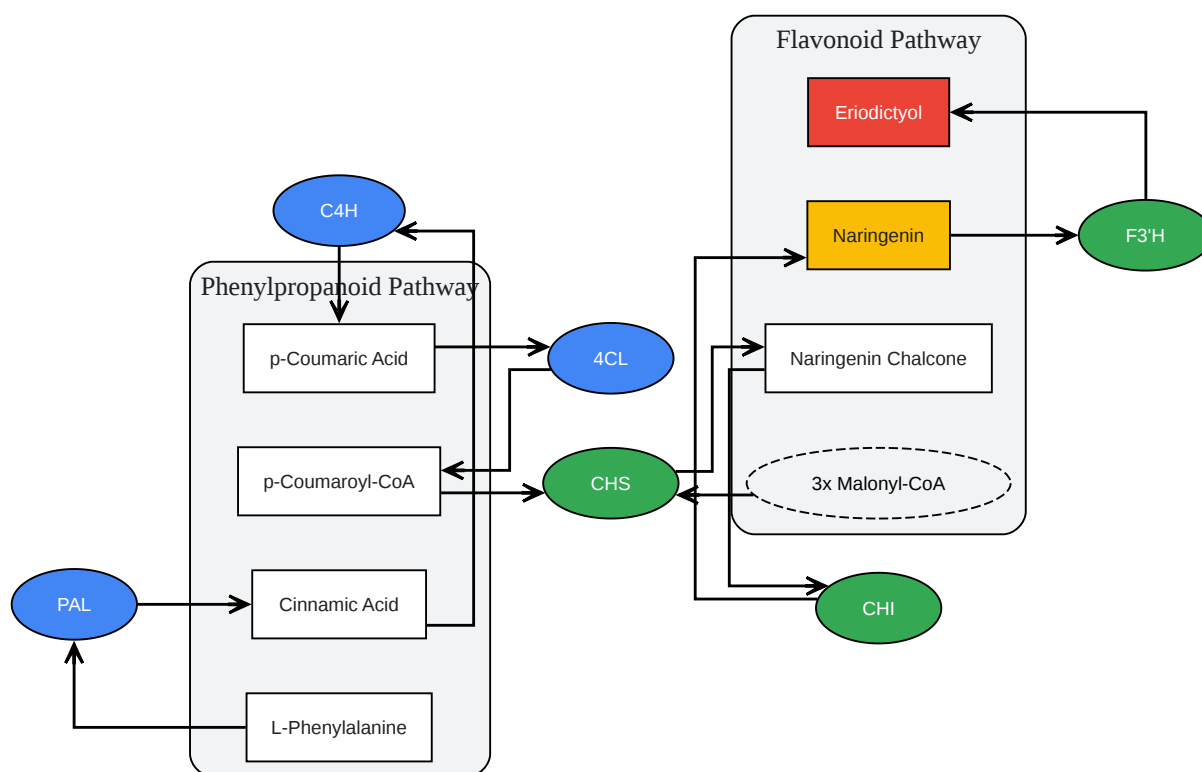 Flavonoid Pathway
Eriodictyol
C4H
Naringenin
F3'H
Phenylpropanoid Pathway
p-Coumaric Acid
4CL
Naringenin Chalcone
p-Coumaroyl-CoA
CHS
3x Malonyl-CoA
PAL
Cinnamic Acid
CHI
L-Phenylalanine